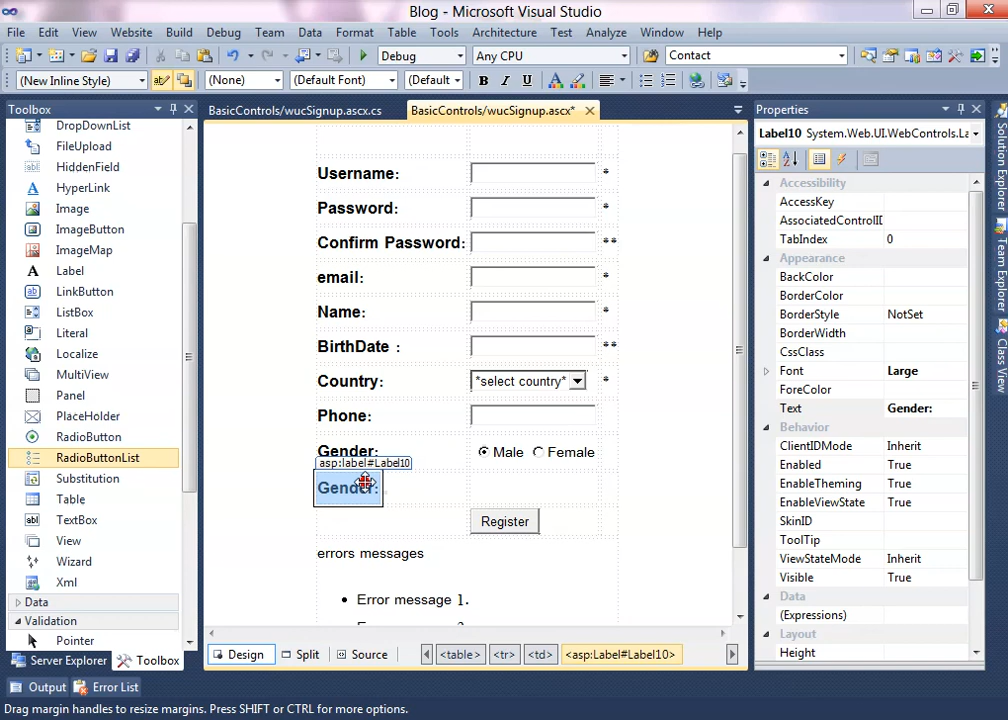 Blog - Microsoft Visual Studio
File Edit View Website Build Debug Team Data Format Table Tools Architecture Test Analyze Window Help
Debug Any CPU Contact
(New Inline Style) (None) (Default Font) (Default B I U A
Toolbox
DropDownList
FileUpload
HiddenField
HyperLink
Image
ImageButton
ImageMap
A Label
LinkButton
ListBox
Literal
Localize
MultiView
Panel
PlaceHolder
RadioButton
RadioButtonList
Substitution
Table
TextBox
View
Wizard
Xml
Data
Validation
Pointer
Server Explorer Toolbox
BasicControls/wucSignup.ascx.cs BasicControls/wucSignup.ascx*
Username: *
Password: *
Confirm Password: **
email: *
Name: *
BirthDate : **
Country: *select country* *
Phone:
Gender: Male Female
asp:label#Label10
Gender:
Register
errors messages
Error message 1.
Design Split Source <table> <tr> <td> <asp:Label#Label10>
Properties
Label10 System.Web.UI.WebControls.La
Accessibility
AccessKey
AssociatedControlID
TabIndex 0
Appearance
BackColor
BorderColor
BorderStyle NotSet
BorderWidth
CssClass
Font Large
ForeColor
Text Gender:
Behavior
ClientIDMode Inherit
Enabled True
EnableTheming True
EnableViewState True
SkinID
ToolTip
ViewStateMode Inherit
Visible True
Data
(Expressions)
Layout
Height
Solution Explorer
Team Explorer
Class View
Output Error List
Drag margin handles to resize margins. Press SHIFT or CTRL for more options.